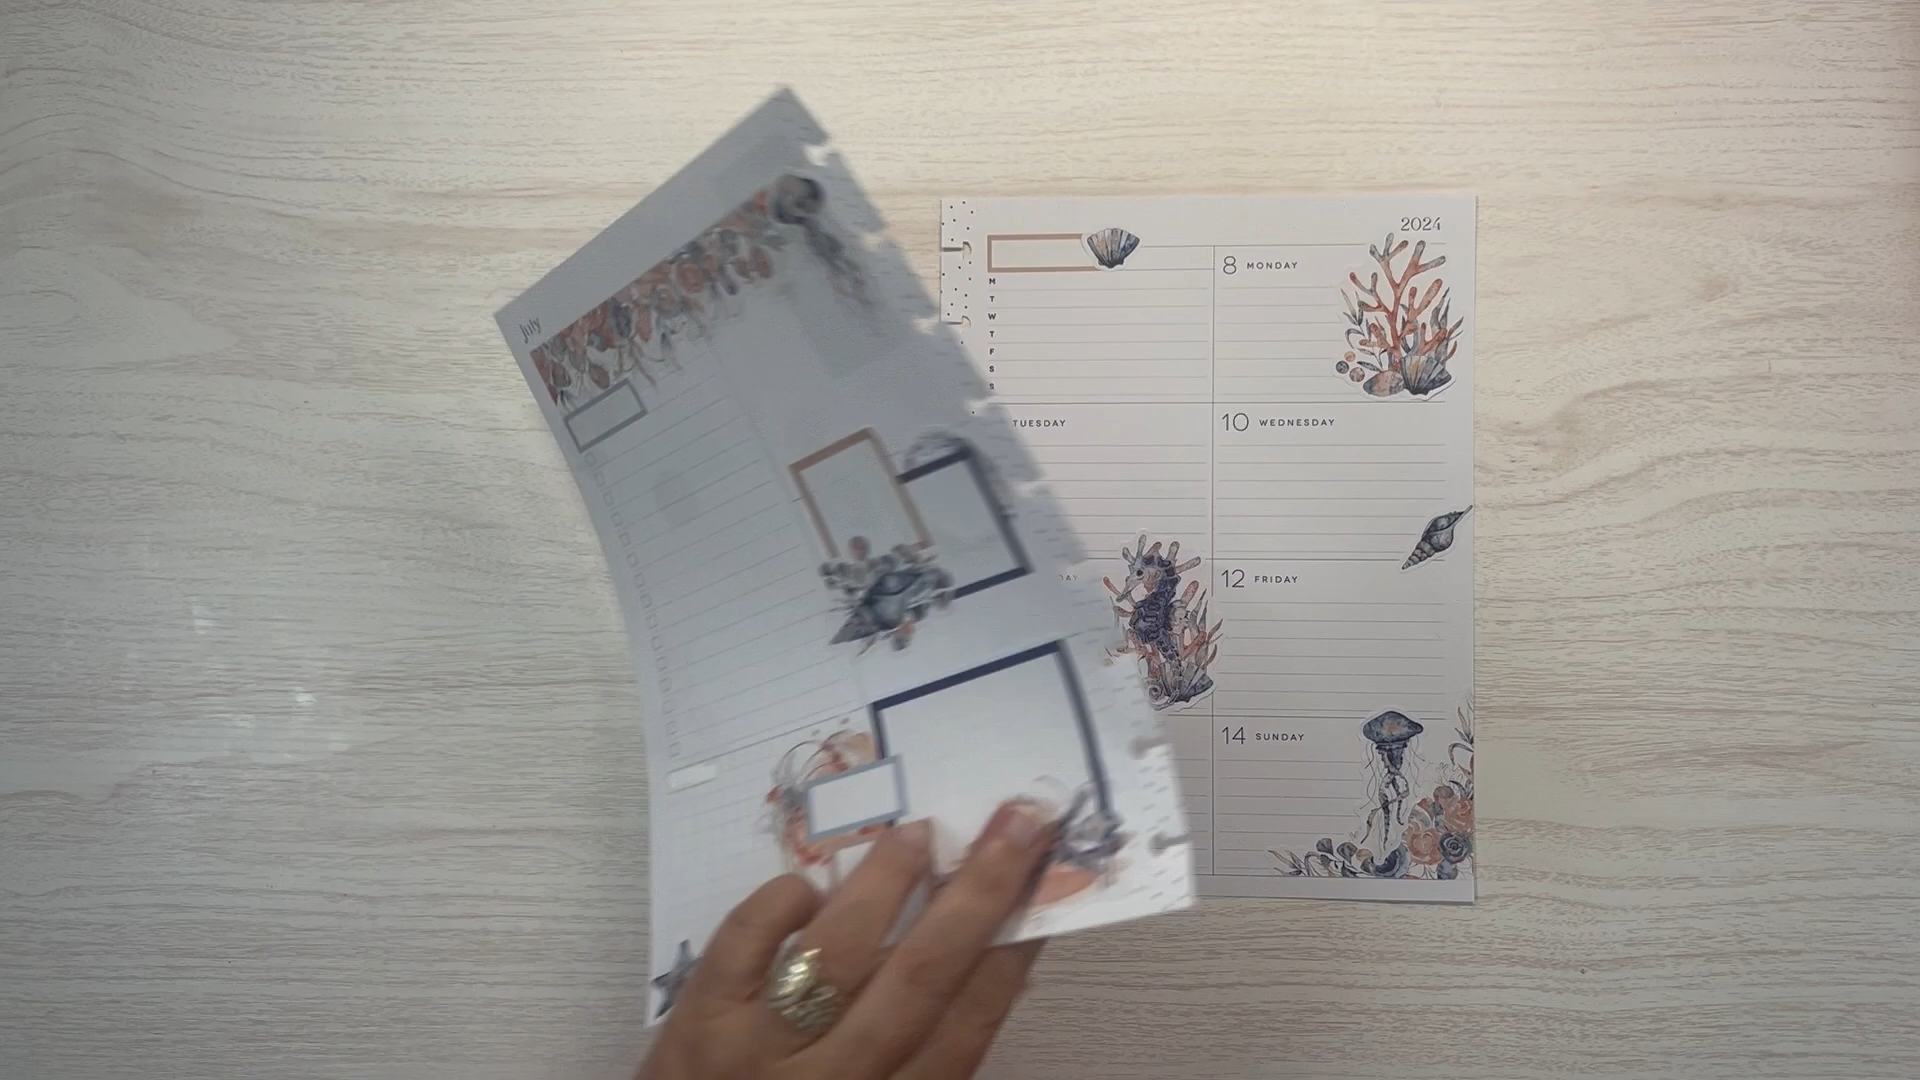 July
2024
8 MONDAY
M
T
W
T
F
S
S
TUESDAY
10 WEDNESDAY
12 FRIDAY
14 SUNDAY